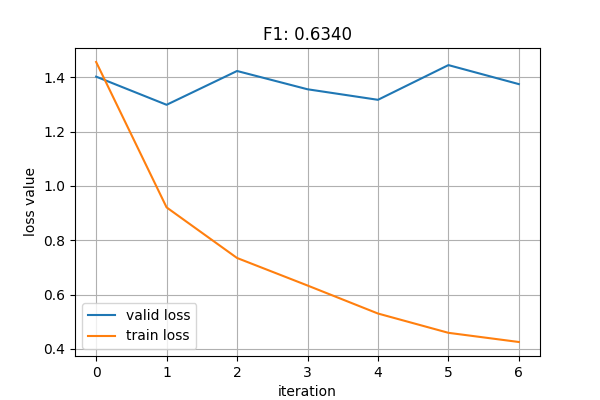 F1: 0.6340
loss value
1.4
1.2
1.0
0.8
0.6
0.4
valid loss
train loss
0 1 2 3 4 5 6
iteration